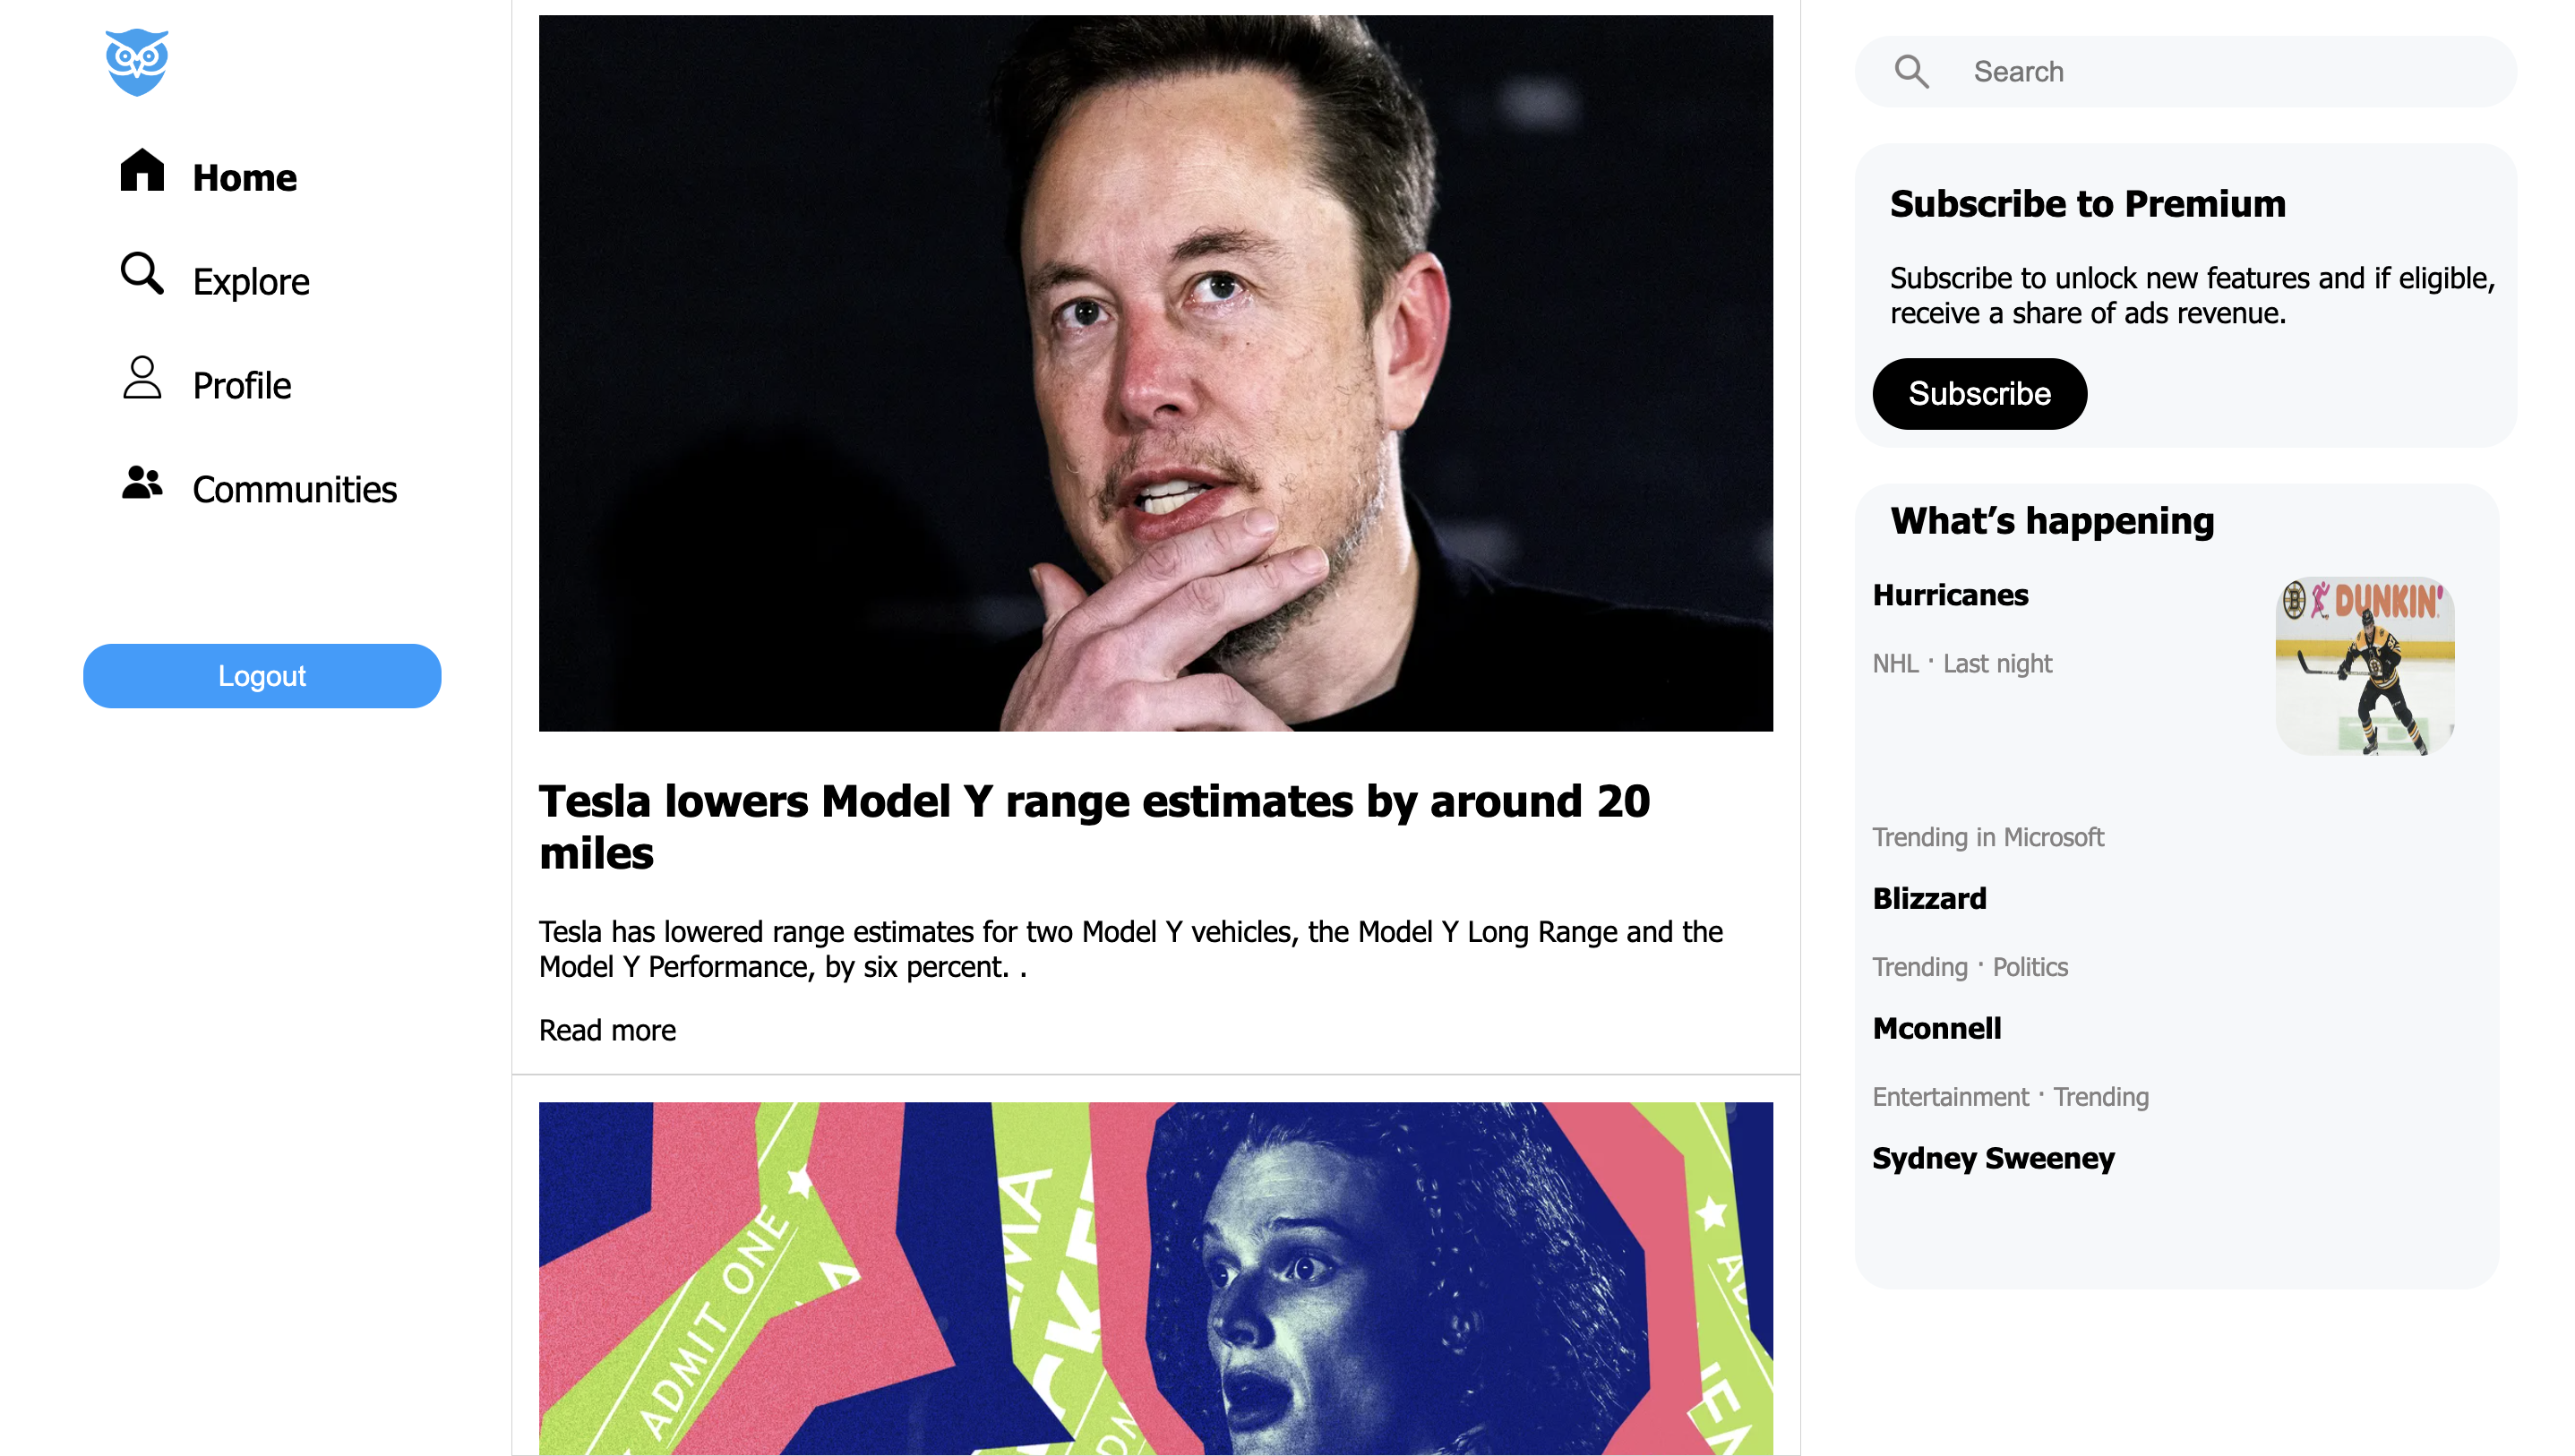 Home
Explore
Profile
Communities
Logout
Tesla lowers Model Y range estimates by around 20
miles
Tesla has lowered range estimates for two Model Y vehicles, the Model Y Long Range and the
Model Y Performance, by six percent. .
Read more
ADMIT ONE
Search
Subscribe to Premium
Subscribe to unlock new features and if eligible,
receive a share of ads revenue.
Subscribe
What’s happening
Hurricanes
DUNKIN'
B
NHL · Last night
Trending in Microsoft
Blizzard
Trending · Politics
Mconnell
Entertainment · Trending
Sydney Sweeney